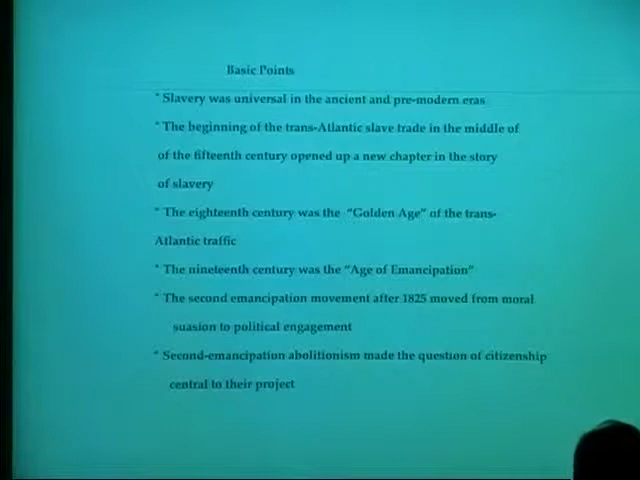 Basic Points
* Slavery was universal in the ancient and pre-modern eras
* The beginning of the trans-Atlantic slave trade in the middle of
of the fifteenth century opened up a new chapter in the story
of slavery
* The eighteenth century was the "Golden Age" of the trans-
Atlantic traffic
* The nineteenth century was the "Age of Emancipation"
* The second emancipation movement after 1825 moved from moral
suasion to political engagement
* Second-emancipation abolitionism made the question of citizenship
central to their project